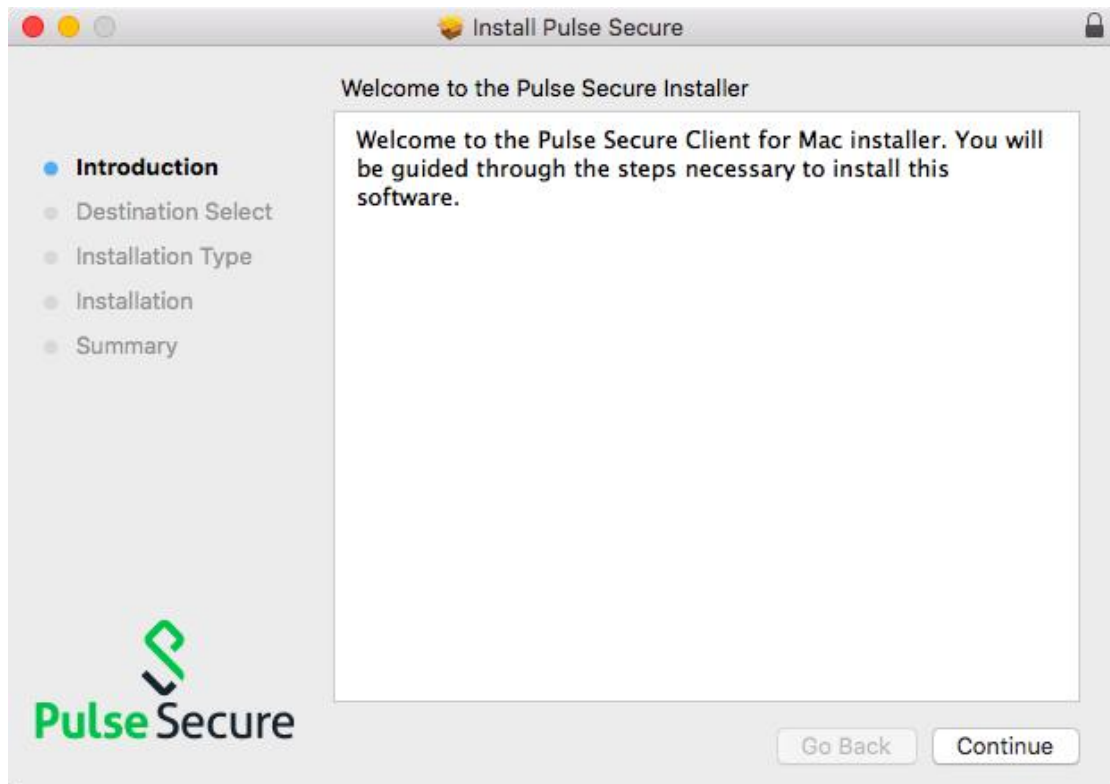 Install Pulse Secure
Welcome to the Pulse Secure Installer
Introduction
Destination Select
Installation Type
Installation
Summary
Welcome to the Pulse Secure Client for Mac installer. You will
be guided through the steps necessary to install this
software.
Pulse Secure
Go Back
Continue